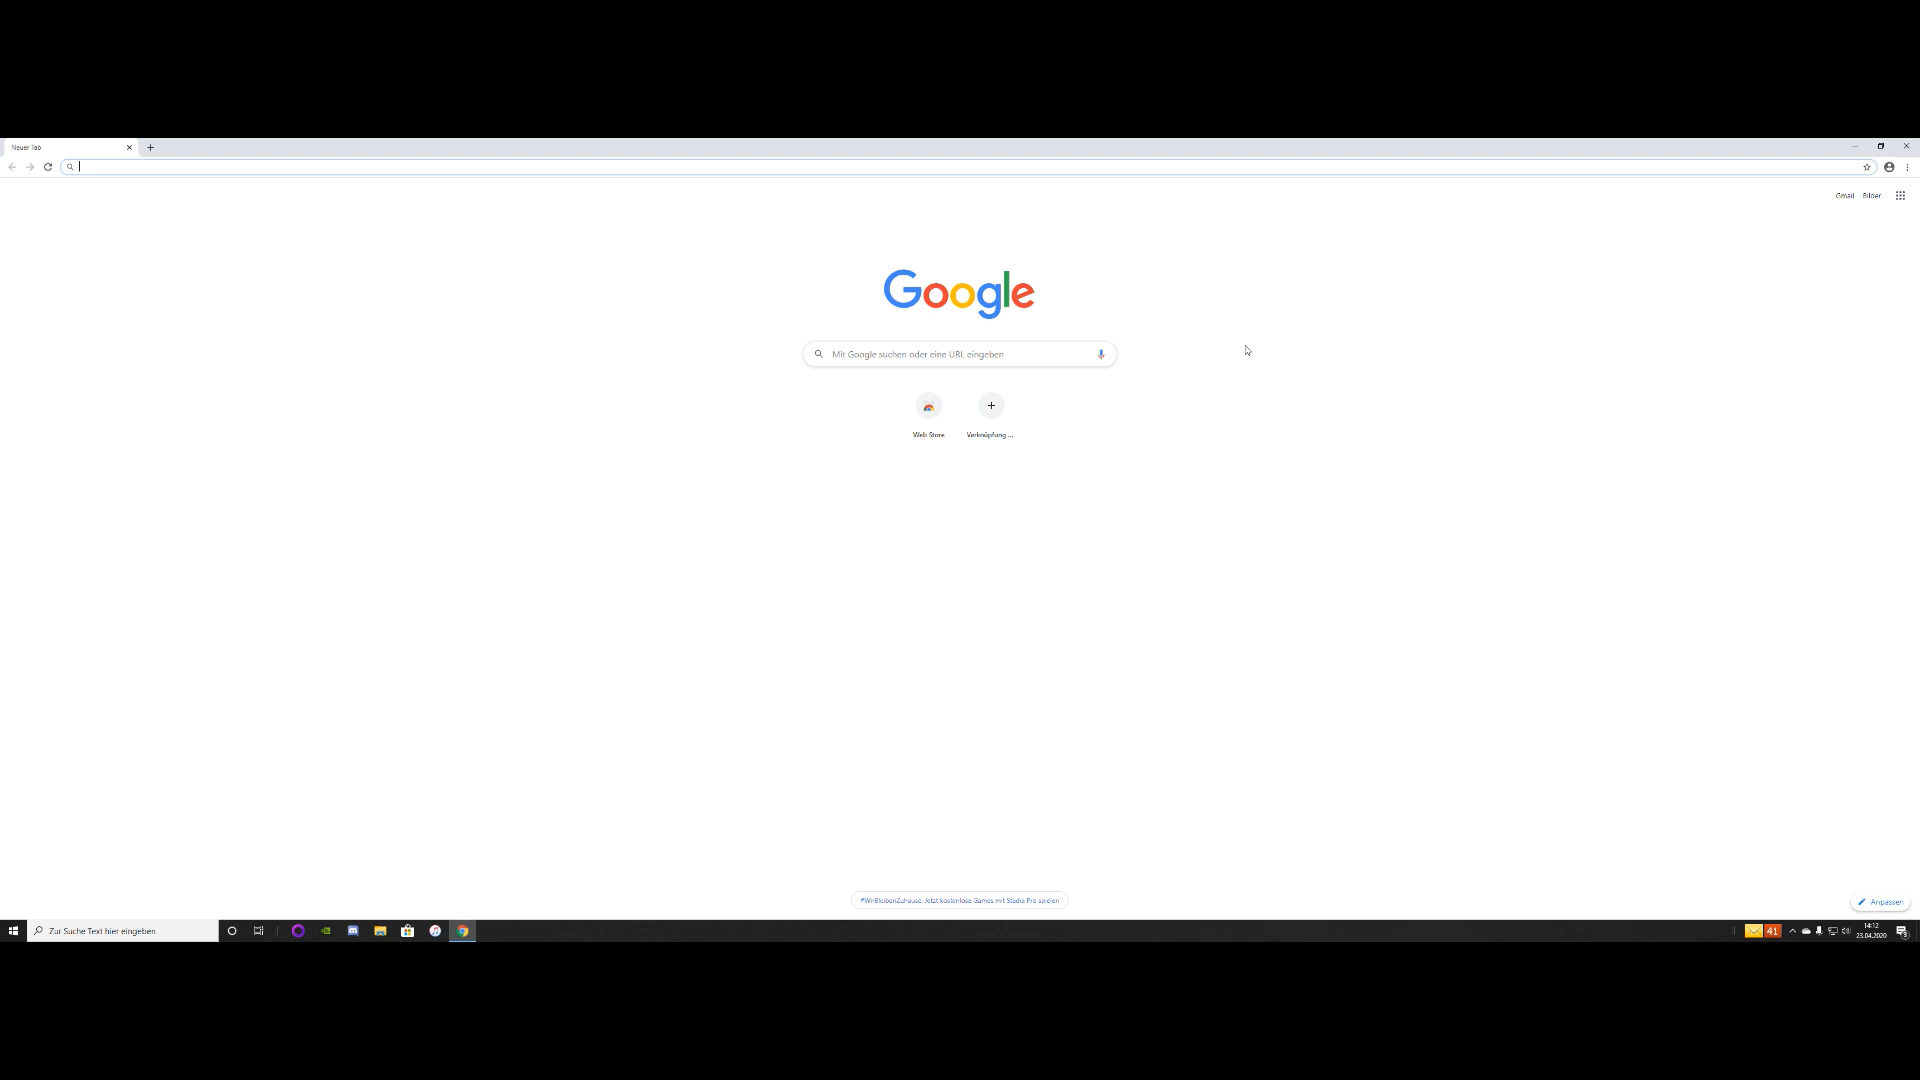 Neuer Tab
Gmail Bilder
Google
Mit Google suchen oder eine URL eingeben
Web Store
Verknüpfung ...
#WirBleibenZuhause: Jetzt kostenlose Games mit Stadia Pro spielen
Anpassen
Zur Suche Text hier eingeben
41
14:12
23.04.2020
3